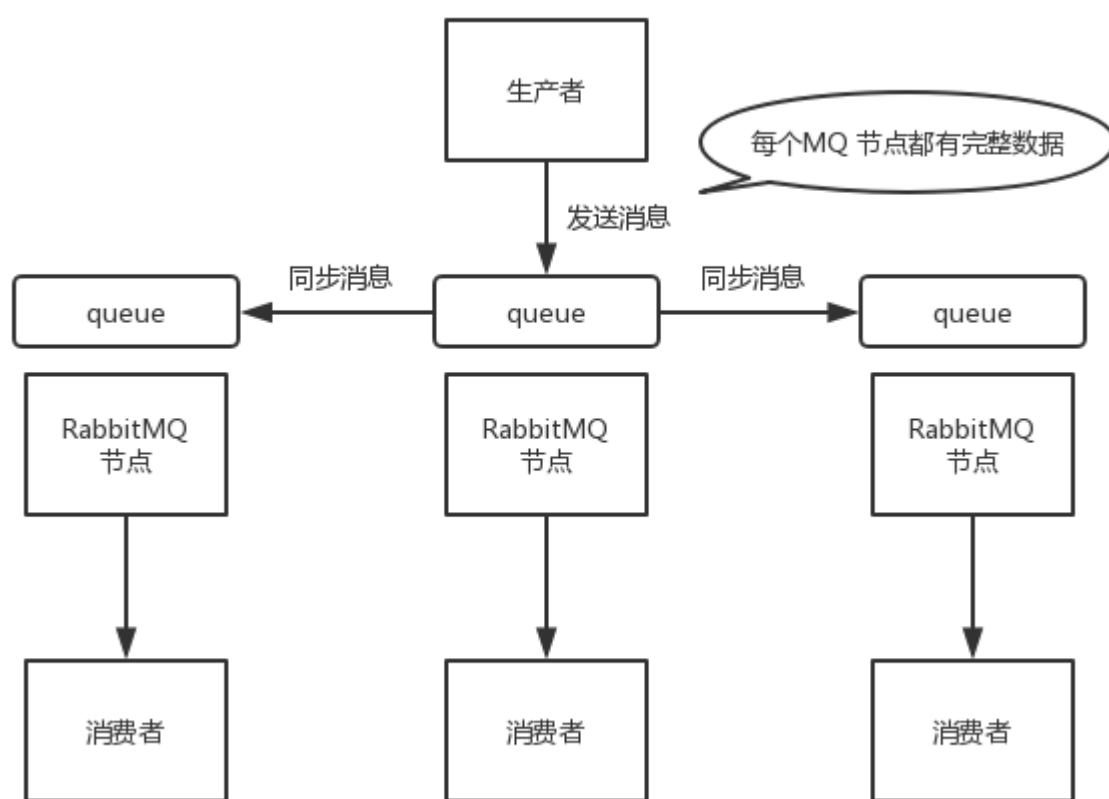 生产者
每个MQ 节点都有完整数据
发送消息
同步消息
同步消息
queue
queue
queue
RabbitMQ
节点
RabbitMQ
节点
RabbitMQ
节点
消费者
消费者
消费者